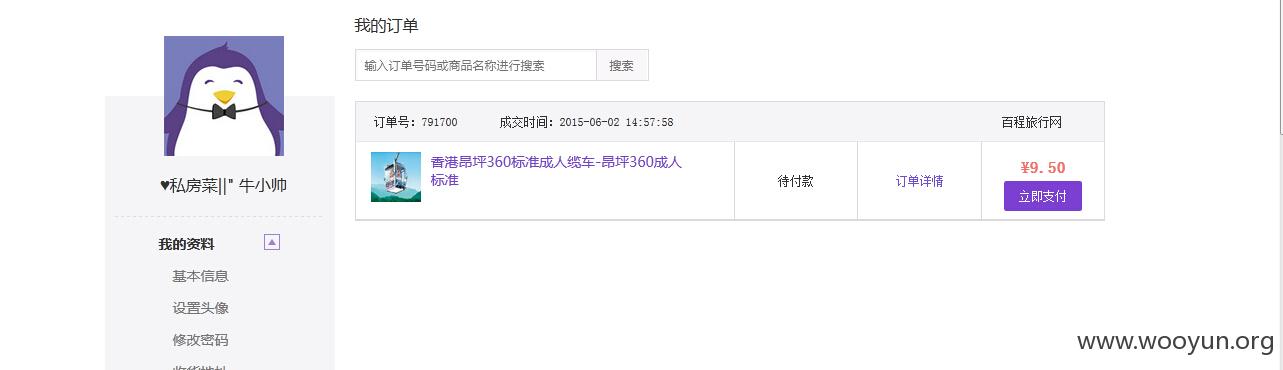 我的订单
输入订单号码或商品名称进行搜索 搜索
订单号：791700 成交时间：2015-06-02 14:57:58 百程旅行网
香港昂坪360标准成人缆车-昂坪360成人
标准
待付款
订单详情
¥9.50
立即支付
♥私房菜||" 牛小帅
我的资料
基本信息
设置头像
修改密码
收货地址
www.wooyun.org